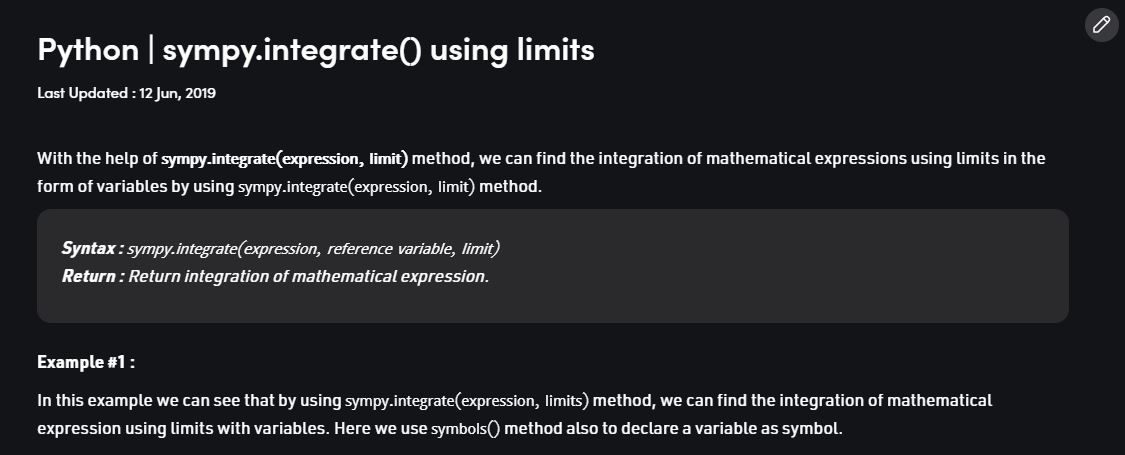 Python | sympy.integrate() using limits
Last Updated : 12 Jun, 2019
With the help of sympy.integrate(expression, limit) method, we can find the integration of mathematical expressions using limits in the
form of variables by using sympy.integrate(expression, limit) method.
Syntax : sympy.integrate(expression, reference variable, limit)
Return : Return integration of mathematical expression.
Example #1 :
In this example we can see that by using sympy.integrate(expression, limits) method, we can find the integration of mathematical
expression using limits with variables. Here we use symbols() method also to declare a variable as symbol.